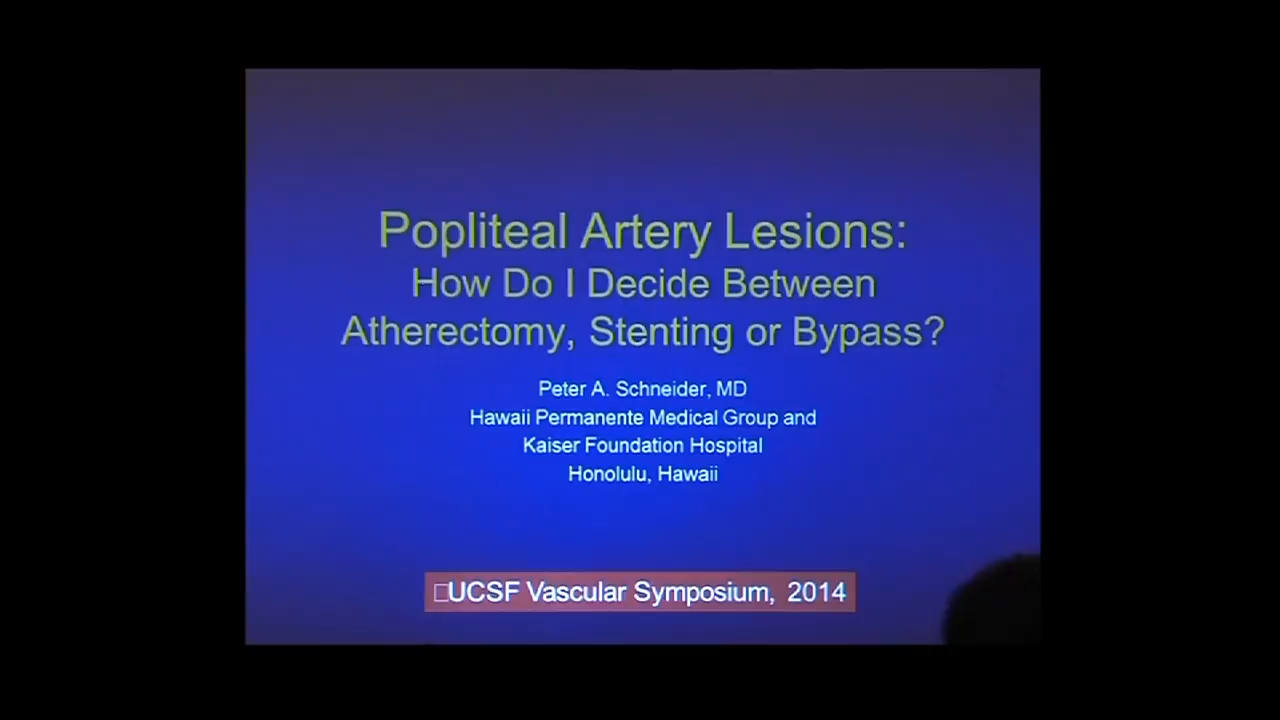 Popliteal Artery Lesions:
How Do I Decide Between
Atherectomy, Stenting or Bypass?
Peter A. Schneider, MD
Hawaii Permanente Medical Group and
Kaiser Foundation Hospital
Honolulu, Hawaii
□UCSF Vascular Symposium, 2014